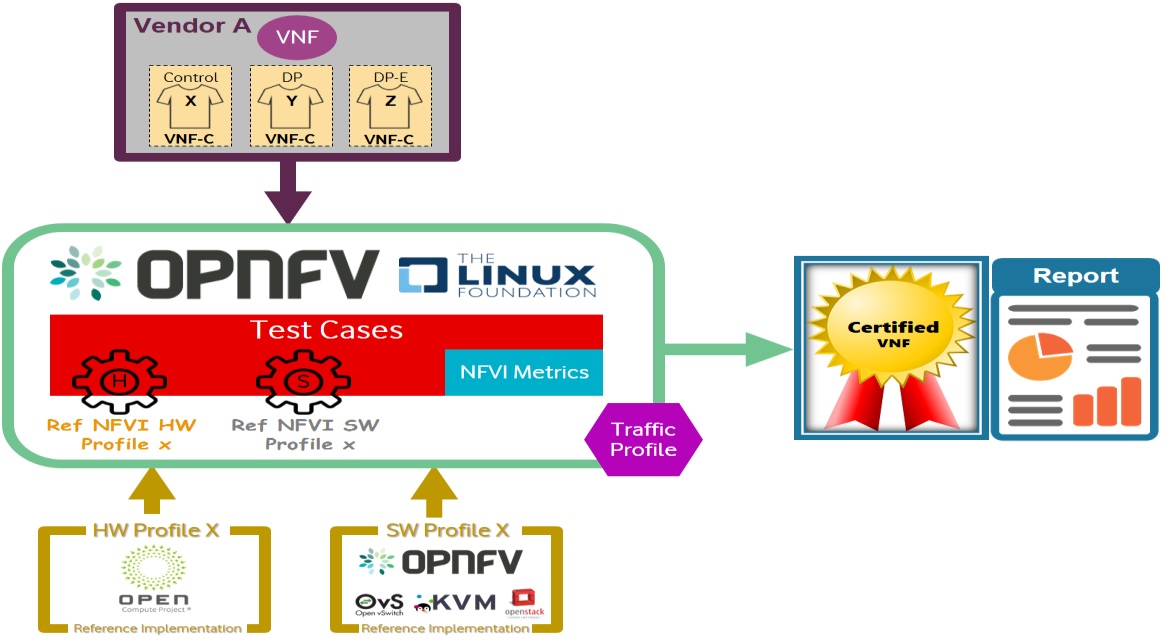 Vendor A
VNF
Control
X
VNF-C
DP
Y
VNF-C
DP-E
Z
VNF-C
OPNFV
THE
LINUX
FOUNDATION
Test Cases
NFVI Metrics
H
S
Ref NFVI HW
Profile x
Ref NFVI SW
Profile x
Traffic
Profile
Certified
VNF
Report
HW Profile X
OPEN
Compute Project ®
Reference Implementation
SW Profile X
OPNFV
OvS
Open vSwitch
KVM
openstack
Reference Implementation